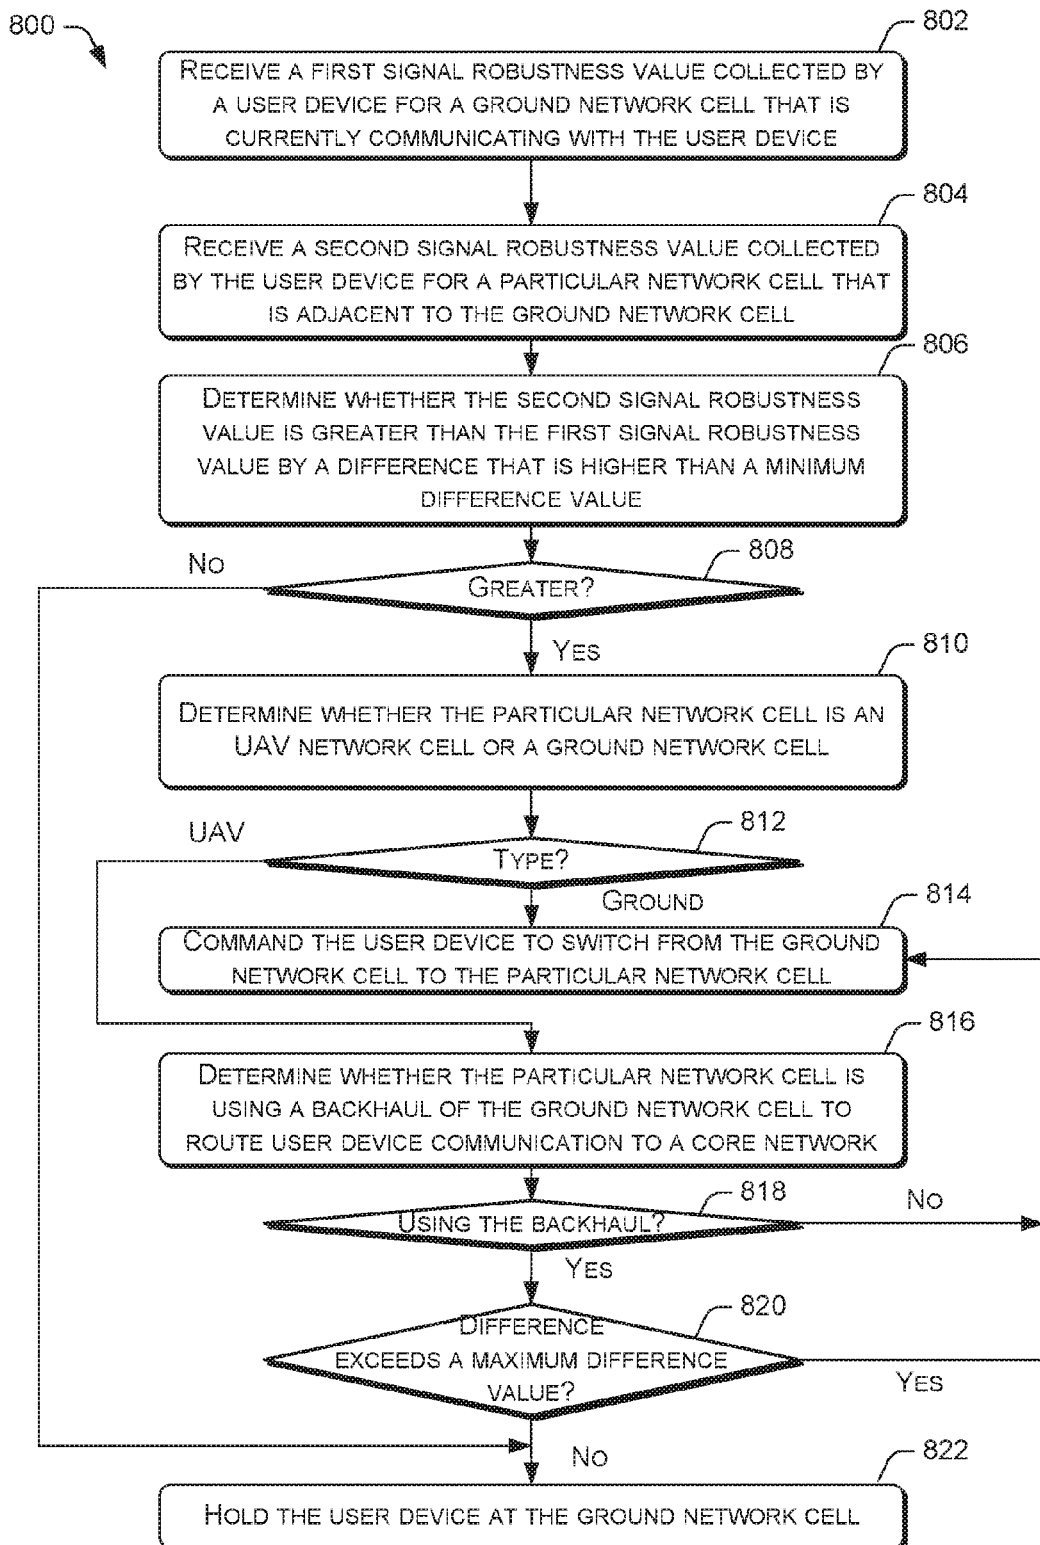 800
802
RECEIVE A FIRST SIGNAL ROBUSTNESS VALUE COLLECTED BY
A USER DEVICE FOR A GROUND NETWORK CELL THAT IS
CURRENTLY COMMUNICATING WITH THE USER DEVICE
804
RECEIVE A SECOND SIGNAL ROBUSTNESS VALUE COLLECTED
BY THE USER DEVICE FOR A PARTICULAR NETWORK CELL THAT
IS ADJACENT TO THE GROUND NETWORK CELL
806
DETERMINE WHETHER THE SECOND SIGNAL ROBUSTNESS
VALUE IS GREATER THAN THE FIRST SIGNAL ROBUSTNESS
VALUE BY A DIFFERENCE THAT IS HIGHER THAN A MINIMUM
DIFFERENCE VALUE
NO
808
GREATER?
YES
810
DETERMINE WHETHER THE PARTICULAR NETWORK CELL IS AN
UAV NETWORK CELL OR A GROUND NETWORK CELL
UAV
812
TYPE?
GROUND
814
COMMAND THE USER DEVICE TO SWITCH FROM THE GROUND
NETWORK CELL TO THE PARTICULAR NETWORK CELL
816
DETERMINE WHETHER THE PARTICULAR NETWORK CELL IS
USING A BACKHAUL OF THE GROUND NETWORK CELL TO
ROUTE USER DEVICE COMMUNICATION TO A CORE NETWORK
818
NO
USING THE BACKHAUL?
YES
820
DIFFERENCE
EXCEEDS A MAXIMUM DIFFERENCE
VALUE?
YES
NO
822
HOLD THE USER DEVICE AT THE GROUND NETWORK CELL